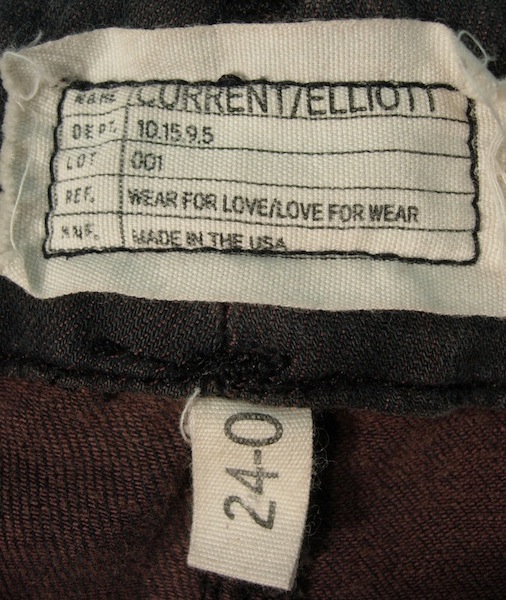 NAME CURRENT/ELLIOTT
DEPT. 10.15.9.5
LOT 001
REF. WEAR FOR LOVE/LOVE FOR WEAR
MNF. MADE IN THE USA
24-0